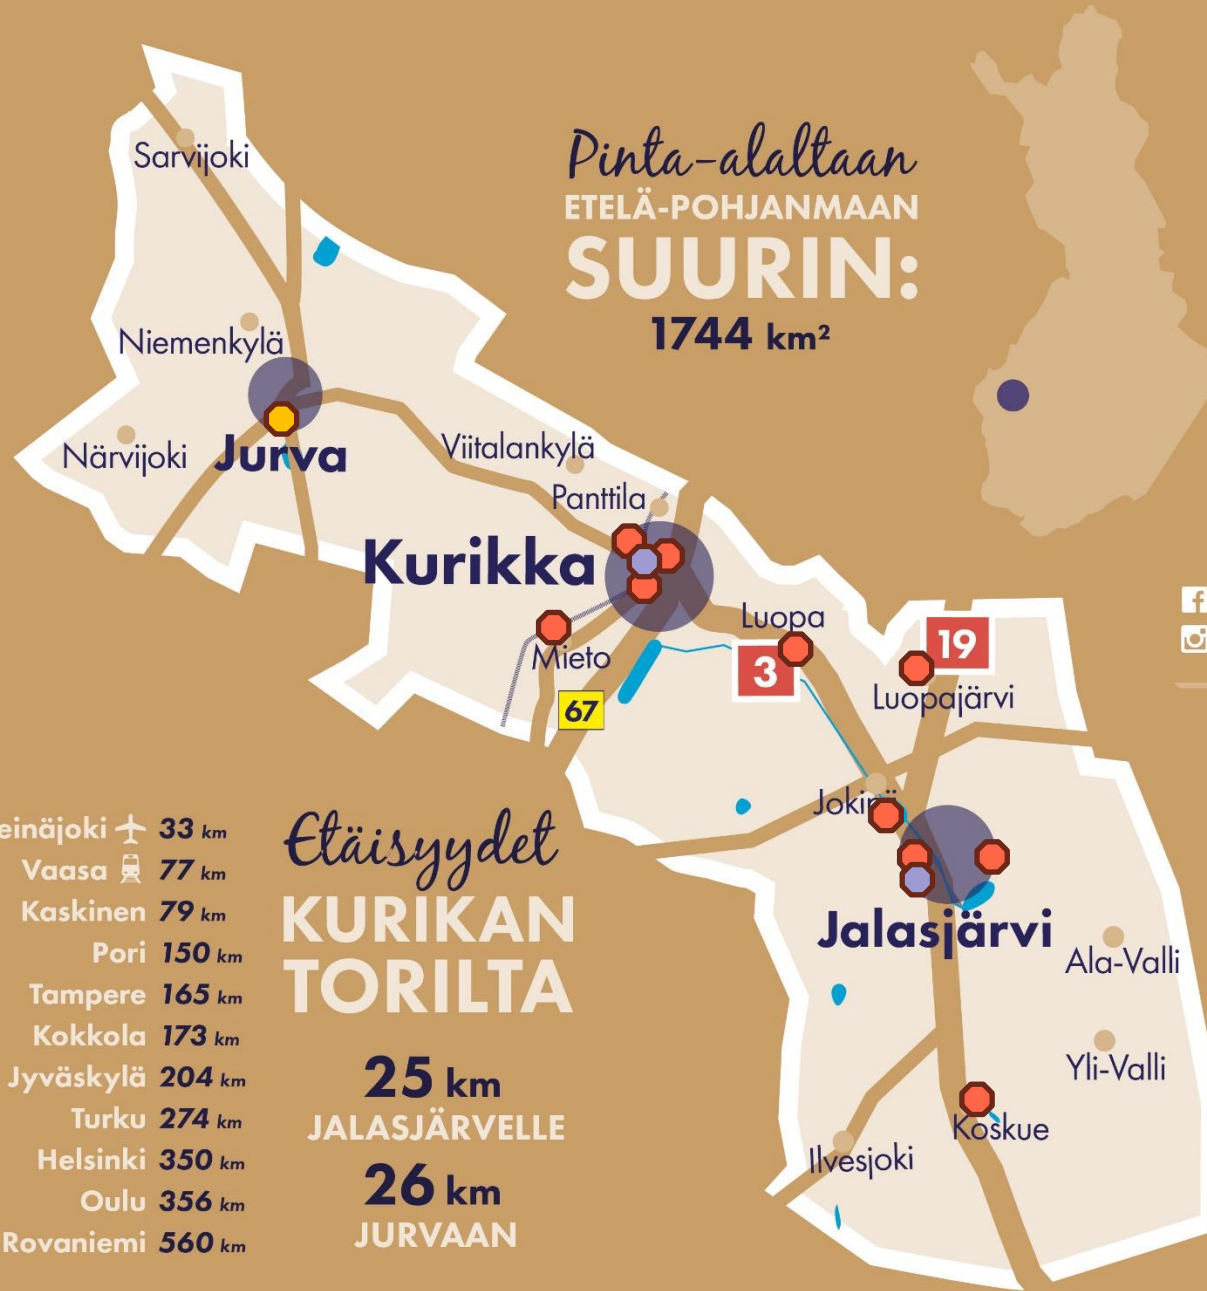 Pinta-alaltaan
ETELÄ-POHJANMAAN
SUURIN:
1744 km²
Sarvijoki
Niemenkylä
Närvijoki
Jurva
Viitalankylä
Panttila
Kurikka
Mieto
67
Luopa
3
19
Luopajärvi
Jalasjärvi
Ala-Valli
Yli-Valli
Koskue
Ilvesjoki
Etäisyydet
KURIKAN
TORILTA
25 km
JALASJÄRVELLE
26 km
JURVAAN
einäjoki 33 km
Vaasa 77 km
Kaskinen 79 km
Pori 150 km
Tampere 165 km
Kokkola 173 km
Jyväskylä 204 km
Turku 274 km
Helsinki 350 km
Oulu 356 km
Rovaniemi 560 km